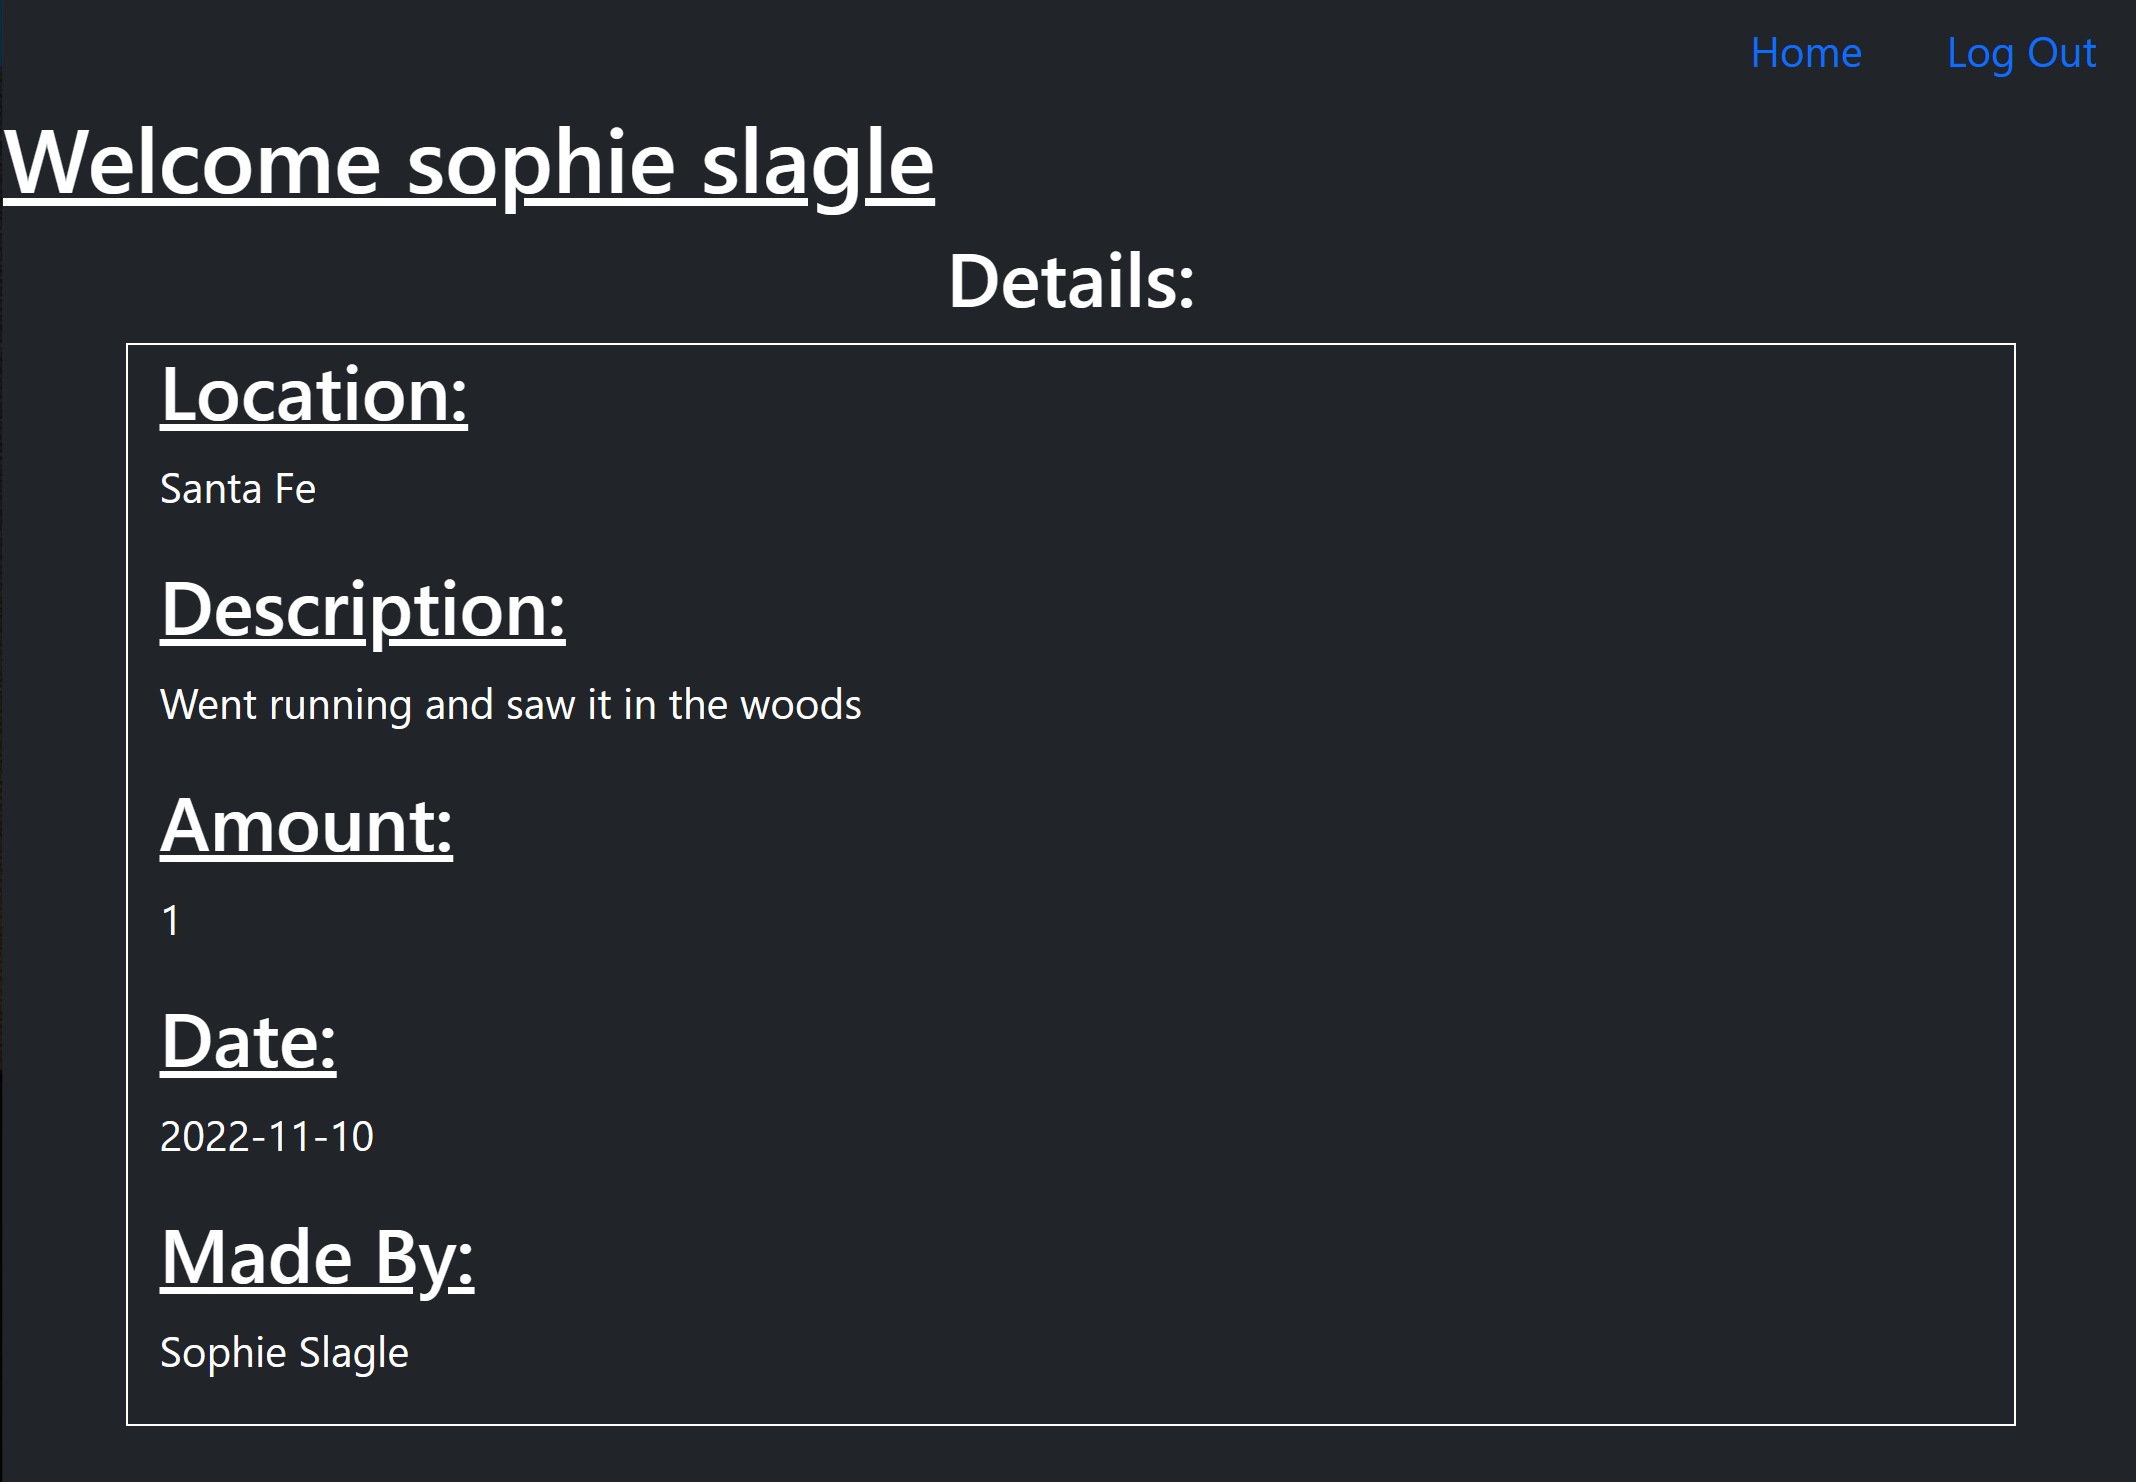 Home Log Out
Welcome sophie slagle
Details:
Location:
Santa Fe
Description:
Went running and saw it in the woods
Amount:
1
Date:
2022-11-10
Made By:
Sophie Slagle